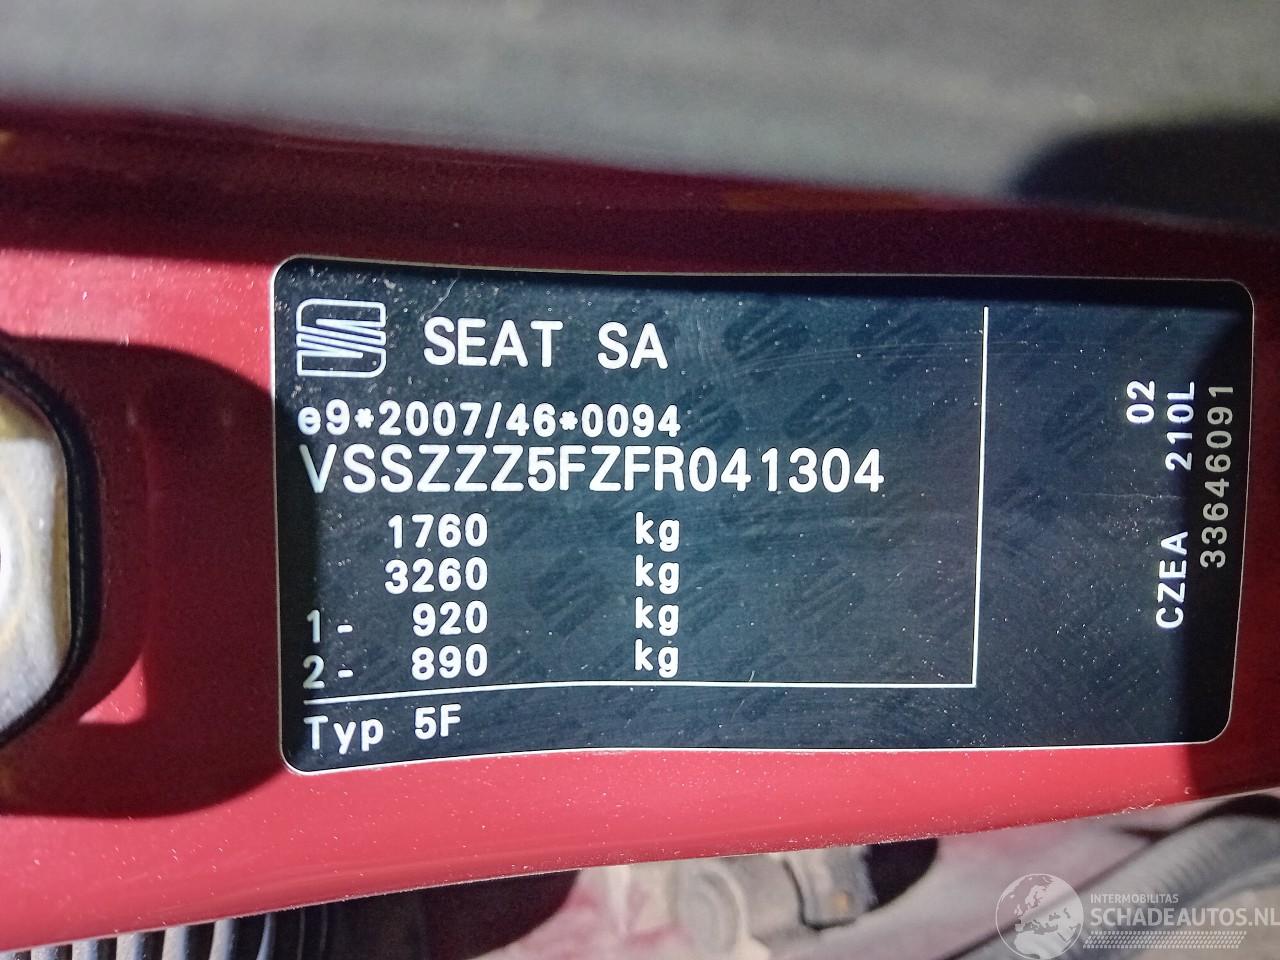 SEAT SA
e9*2007/46*0094
VSSZZZ5FZFR041304
1760 kg
3260 kg
1- 920 kg
2- 890 kg
Typ 5F
02
CZEA 210L
33646091
INTERMOBILITAS
SCHADEAUTOS.NL